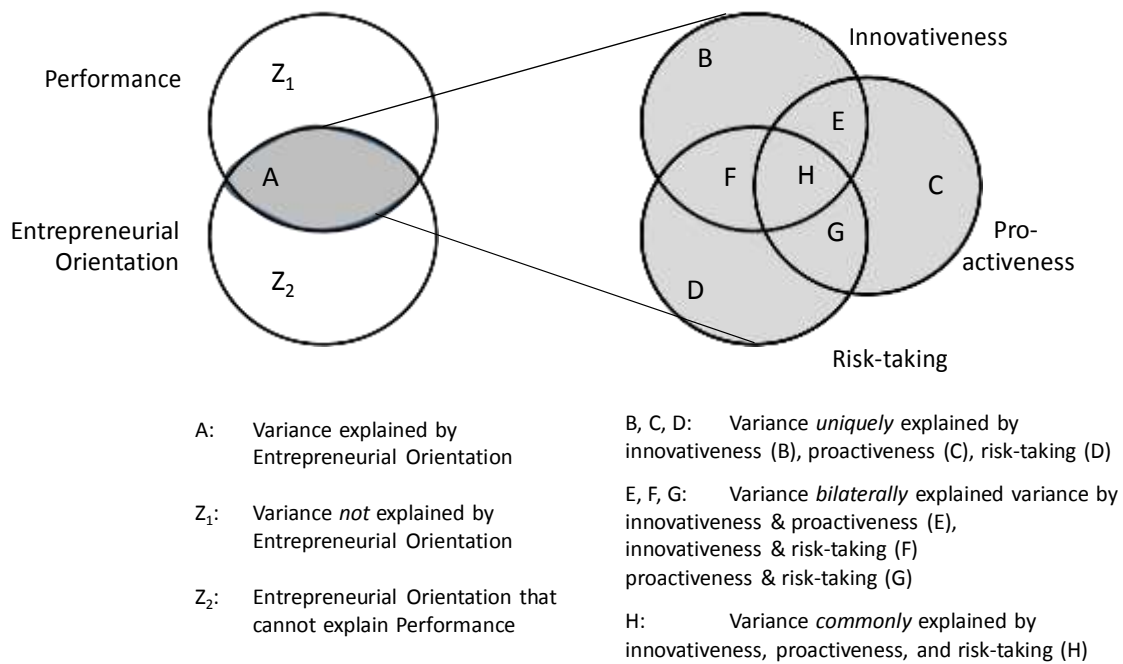 Performance
Z₁
A
Entrepreneurial
Orientation
Z₂
Innovativeness
B
E
F
H
C
G
D
Pro-
activeness
Risk-taking
A: Variance explained by
Entrepreneurial Orientation
Z₁: Variance not explained by
Entrepreneurial Orientation
Z₂: Entrepreneurial Orientation that
cannot explain Performance
B, C, D: Variance uniquely explained by
innovativeness (B), proactiveness (C), risk-taking (D)
E, F, G: Variance bilaterally explained variance by
innovativeness & proactiveness (E),
innovativeness & risk-taking (F)
proactiveness & risk-taking (G)
H: Variance commonly explained by
innovativeness, proactiveness, and risk-taking (H)